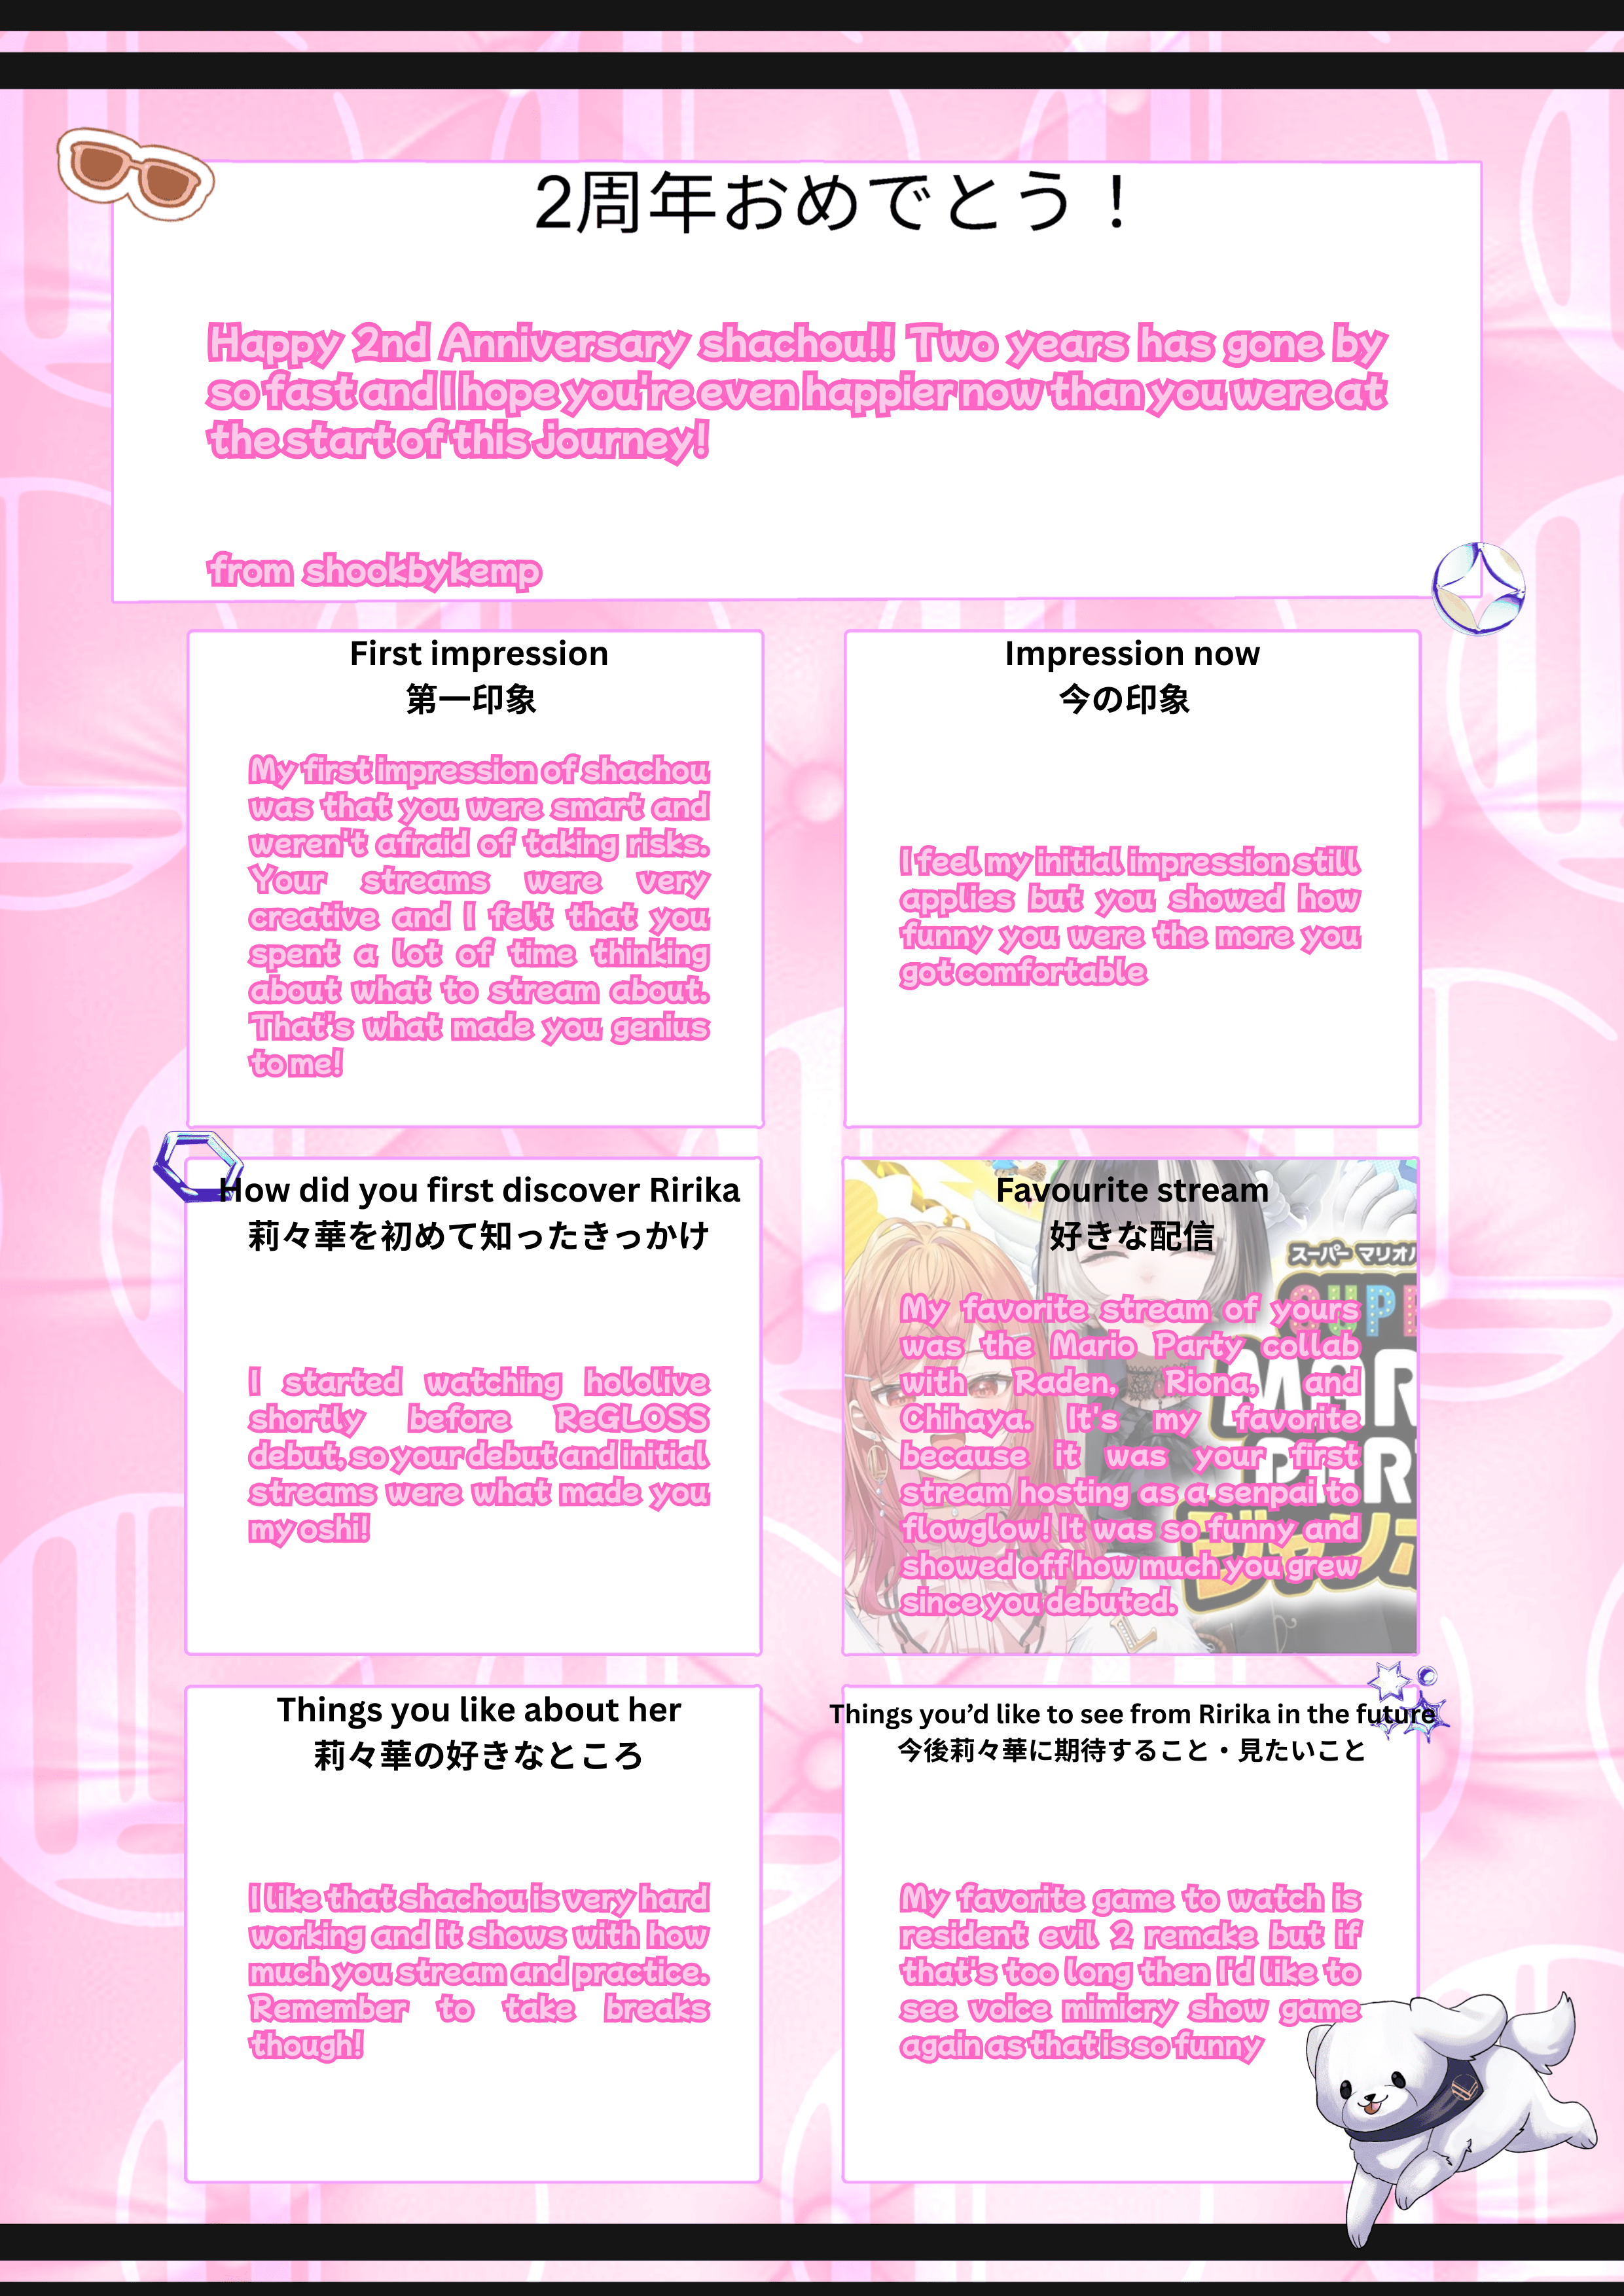 2周年おめでとう！
Happy 2nd Anniversary shachou!! Two years has gone by
so fast and I hope you're even happier now than you were at
the start of this journey!
from shookbykemp
First impression
第一印象
My first impression of shachou
was that you were smart and
weren't afraid of taking risks.
Your streams were very
creative and I felt that you
spent a lot of time thinking
about what to stream about.
That's what made you genius
to me!
Impression now
今の印象
I feel my initial impression still
applies but you showed how
funny you were the more you
got comfortable
How did you first discover Ririka
莉々華を初めて知ったきっかけ
I started watching hololive
shortly before ReGLOSS
debut, so your debut and initial
streams were what made you
my oshi!
Favourite stream
好きな配信
My favorite stream of yours
was the Mario Party collab
with Raden, Riona, and
Chihaya. It's my favorite
because it was your first
stream hosting as a senpai to
flowglow! It was so funny and
showed off how much you grew
since you debuted.
スーパー マリオ
SUP
MAR
PAR
L
Things you like about her
莉々華の好きなところ
I like that shachou is very hard
working and it shows with how
much you stream and practice.
Remember to take breaks
though!
Things you’d like to see from Ririka in the future
今後莉々華に期待すること・見たいこと
My favorite game to watch is
resident evil 2 remake but if
that's too long then I'd like to
see voice mimicry show game
again as that is so funny